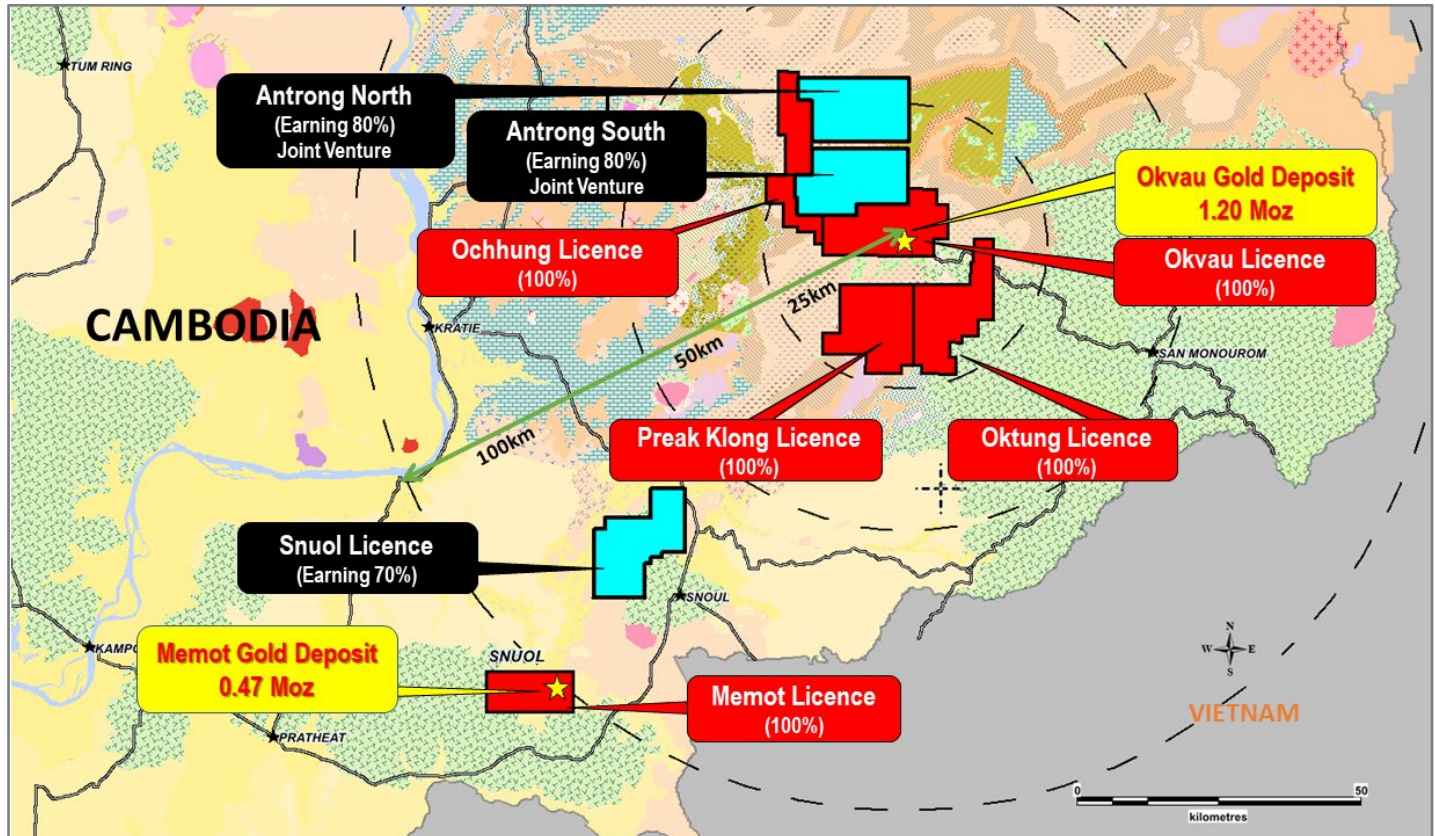 TUM RING
Antrong North
(Earning 80%)
Joint Venture
Antrong South
(Earning 80%)
Joint Venture
Okvau Gold Deposit
1.20 Moz
Ochhung Licence
(100%)
Okvau Licence
(100%)
CAMBODIA
KRATIE
25km
50km
100km
SAN MONOUROM
Preak Klong Licence
(100%)
Oktung Licence
(100%)
Snuol Licence
(Earning 70%)
SNOUL
KAMPO
Memot Gold Deposit
0.47 Moz
SNUOL
Memot Licence
(100%)
PRATHEAT
N
W E
S
VIETNAM
0 50
kilometres